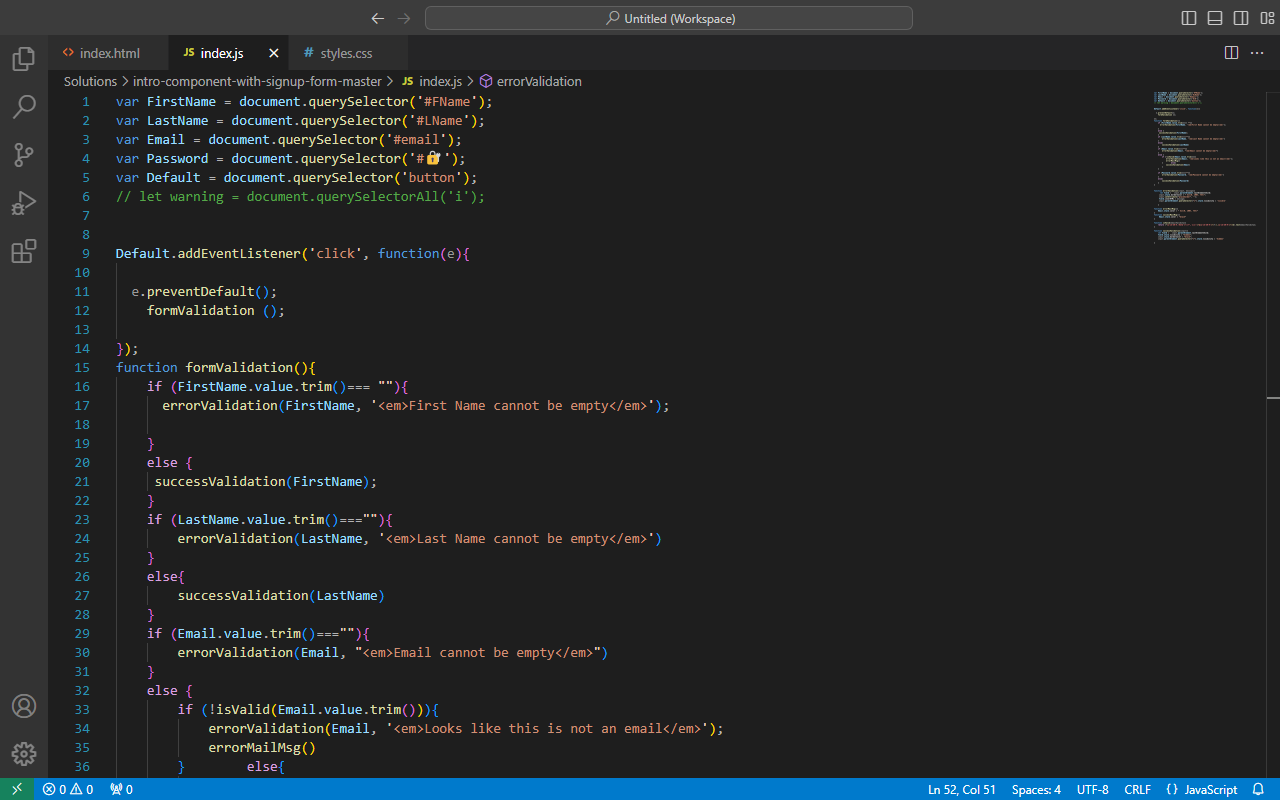 Untitled (Workspace)
index.html
JS index.js
# styles.css
Solutions > intro-component-with-signup-form-master > JS index.js > errorValidation
1 var FirstName = document.querySelector('#FName');
2 var LastName = document.querySelector('#LName');
3 var Email = document.querySelector('#email');
4 var Password = document.querySelector('#🔐');
5 var Default = document.querySelector('button');
6 // let warning = document.querySelectorAll('i');
7
8
9 Default.addEventListener('click', function(e){
10
11 e.preventDefault();
12 formValidation ();
13
14 });
15 function formValidation(){
16 if (FirstName.value.trim()=== ""){
17 errorValidation(FirstName, '<em>First Name cannot be empty</em>');
18
19 }
20 else {
21 successValidation(FirstName);
22 }
23 if (LastName.value.trim()===""){
24 errorValidation(LastName, '<em>Last Name cannot be empty</em>')
25 }
26 else{
27 successValidation(LastName)
28 }
29 if (Email.value.trim()===""){
30 errorValidation(Email, "<em>Email cannot be empty</em>")
31 }
32 else {
33 if (!isValid(Email.value.trim())){
34 errorValidation(Email, '<em>Looks like this is not an email</em>');
35 errorMailMsg()
36 } else{
0 0 0 Ln 52, Col 51 Spaces: 4 UTF-8 CRLF {} JavaScript